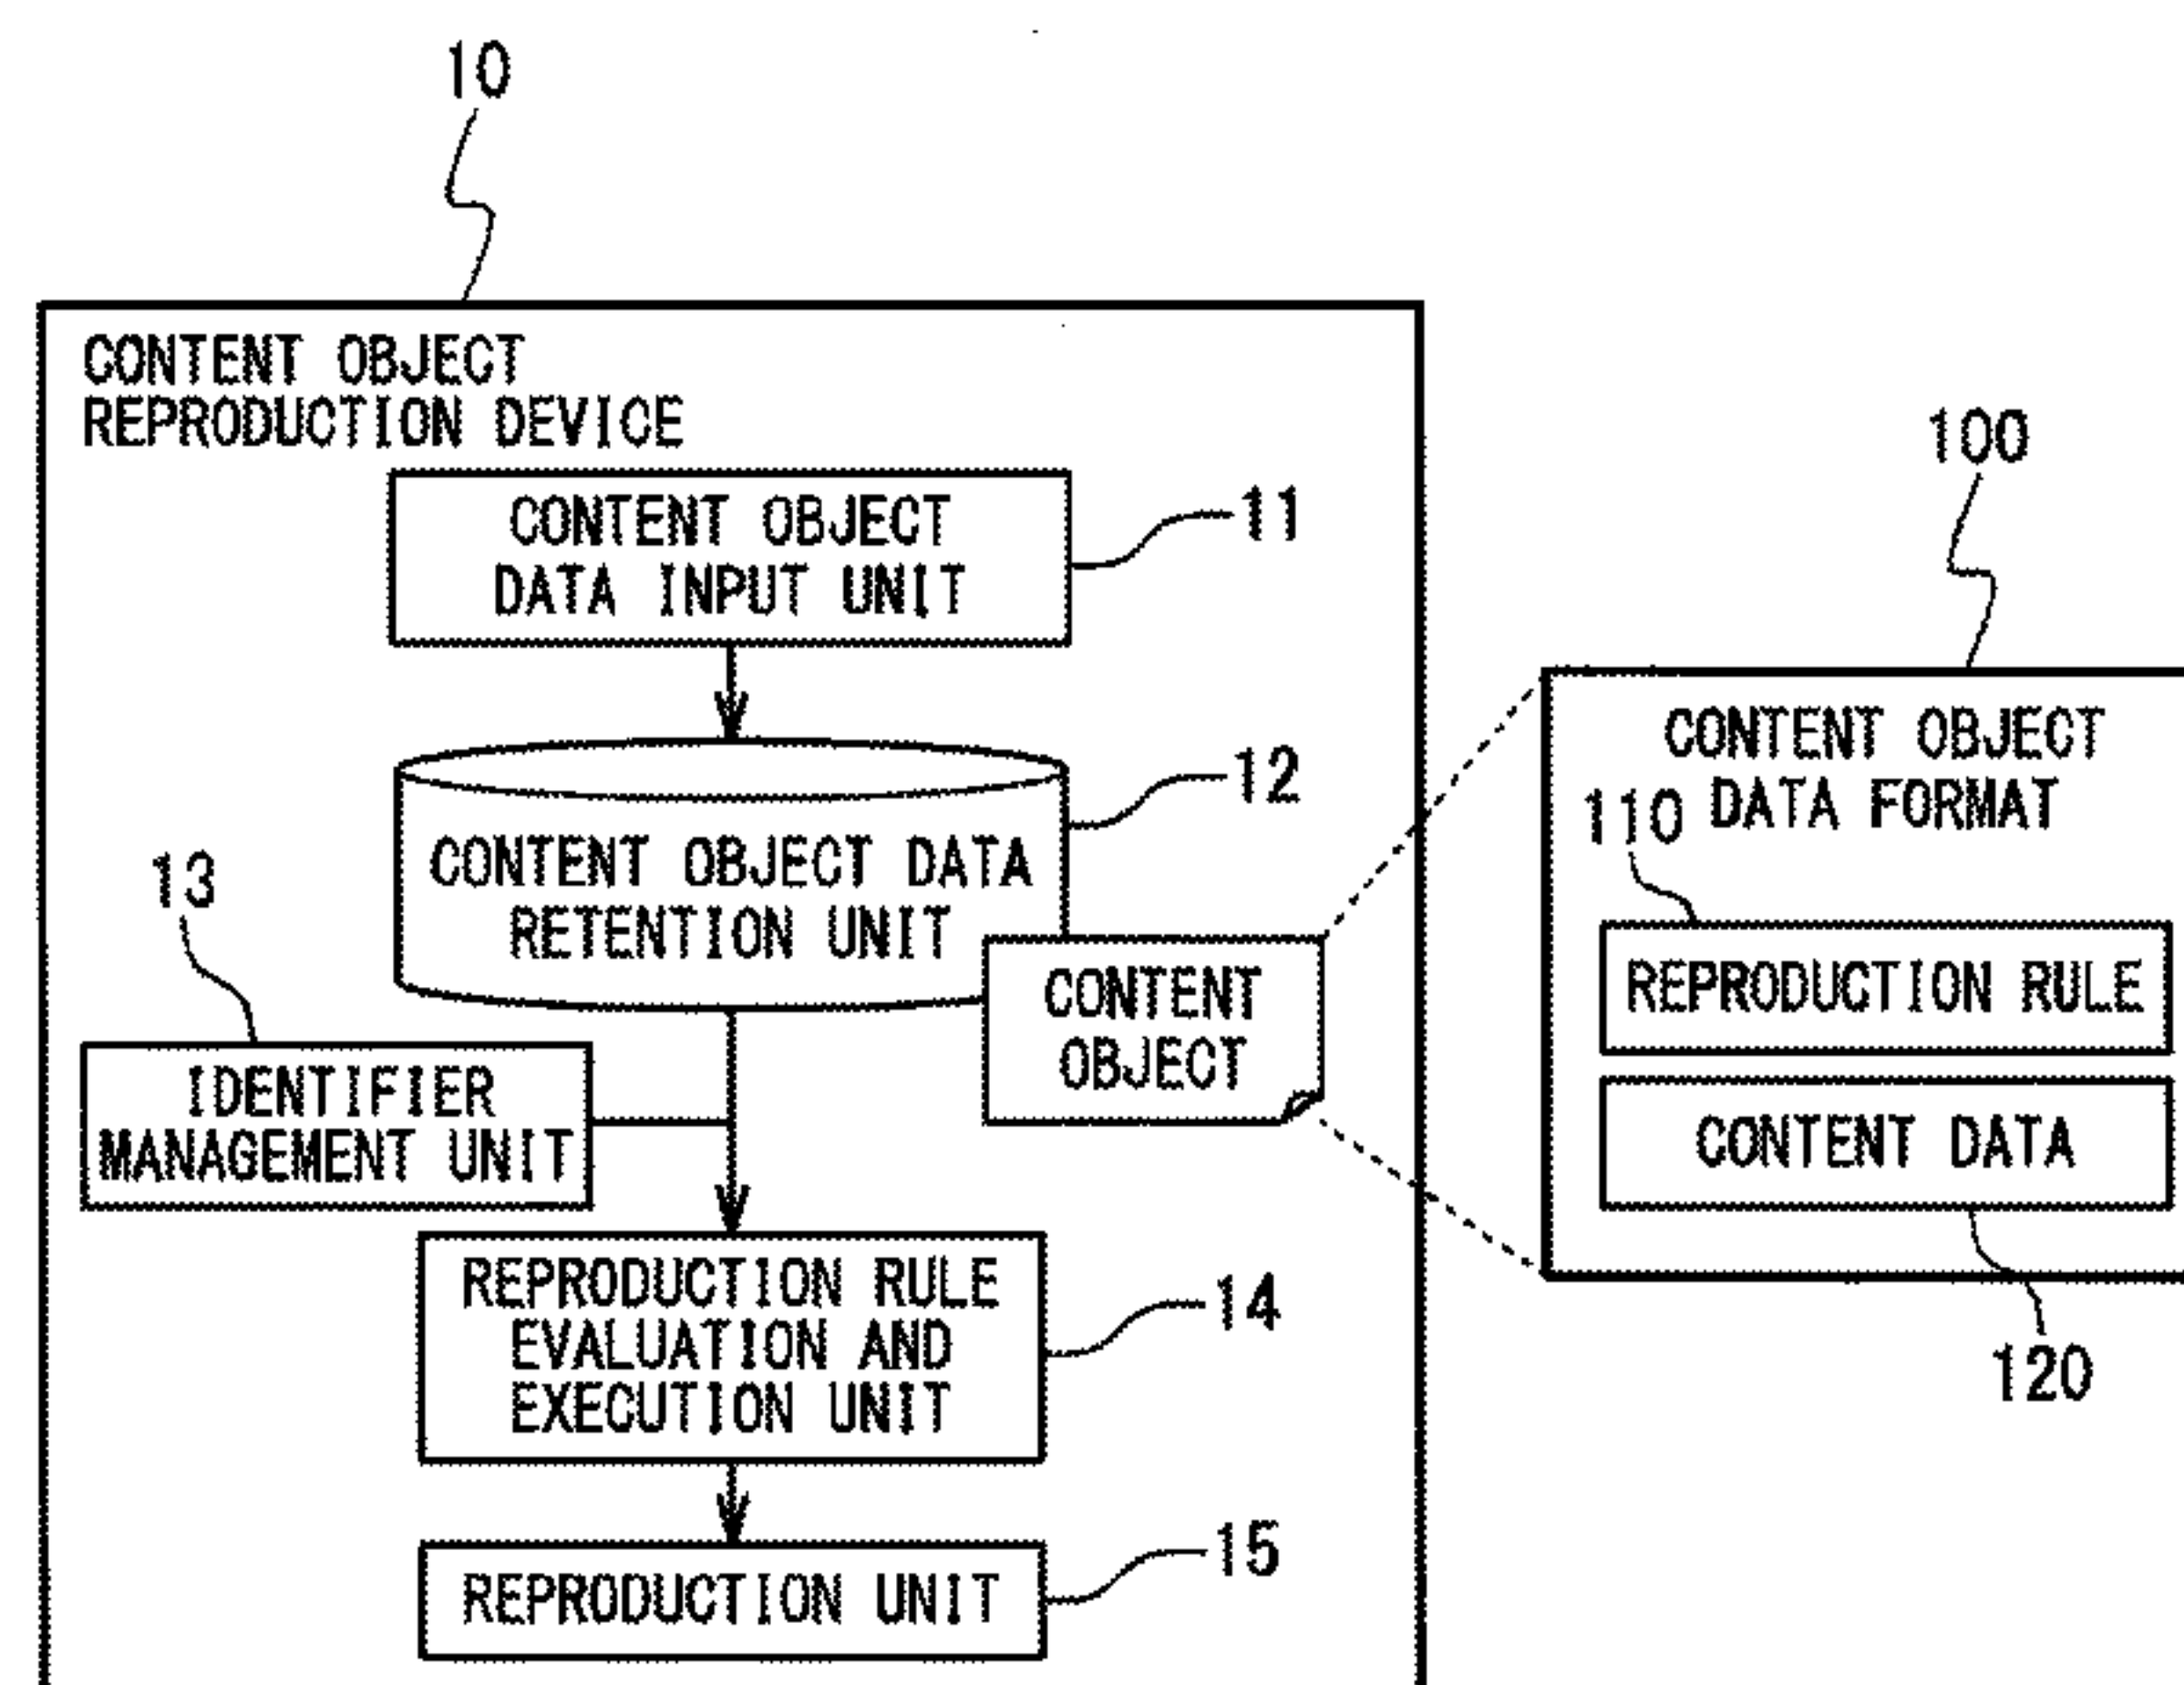 10
CONTENT OBJECT
REPRODUCTION DEVICE
CONTENT OBJECT
DATA INPUT UNIT
11
CONTENT OBJECT DATA
RETENTION UNIT
12
CONTENT
OBJECT
13
IDENTIFIER
MANAGEMENT UNIT
REPRODUCTION RULE
EVALUATION AND
EXECUTION UNIT
14
REPRODUCTION UNIT
15
100
CONTENT OBJECT
DATA FORMAT
110
REPRODUCTION RULE
CONTENT DATA
120